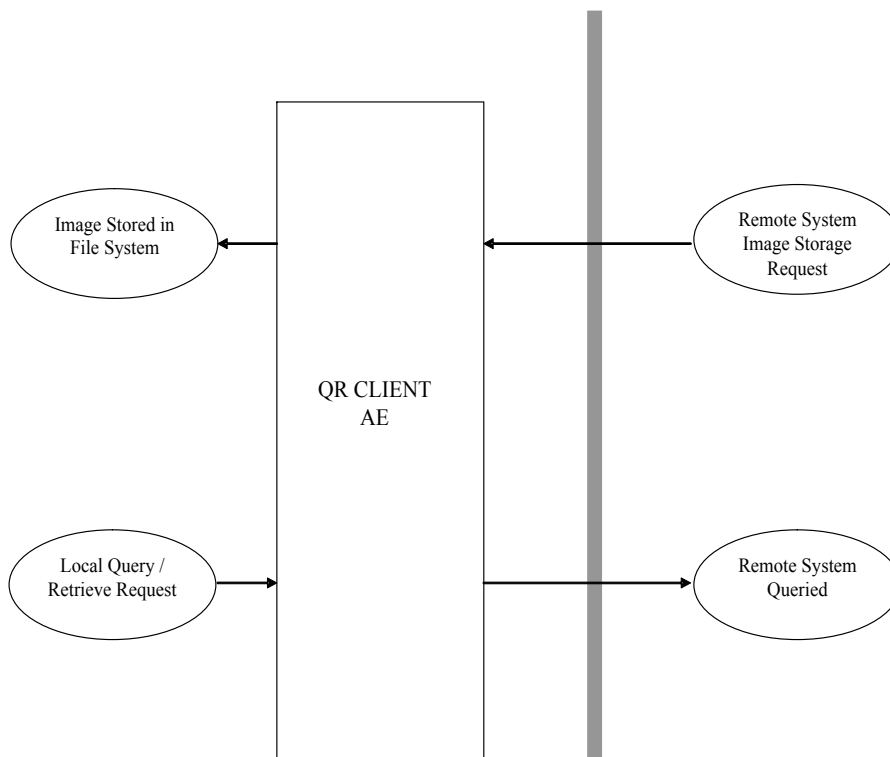 Image Stored in
File System
Remote System
Image Storage
Request
QR CLIENT
AE
Local Query /
Retrieve Request
Remote System
Queried